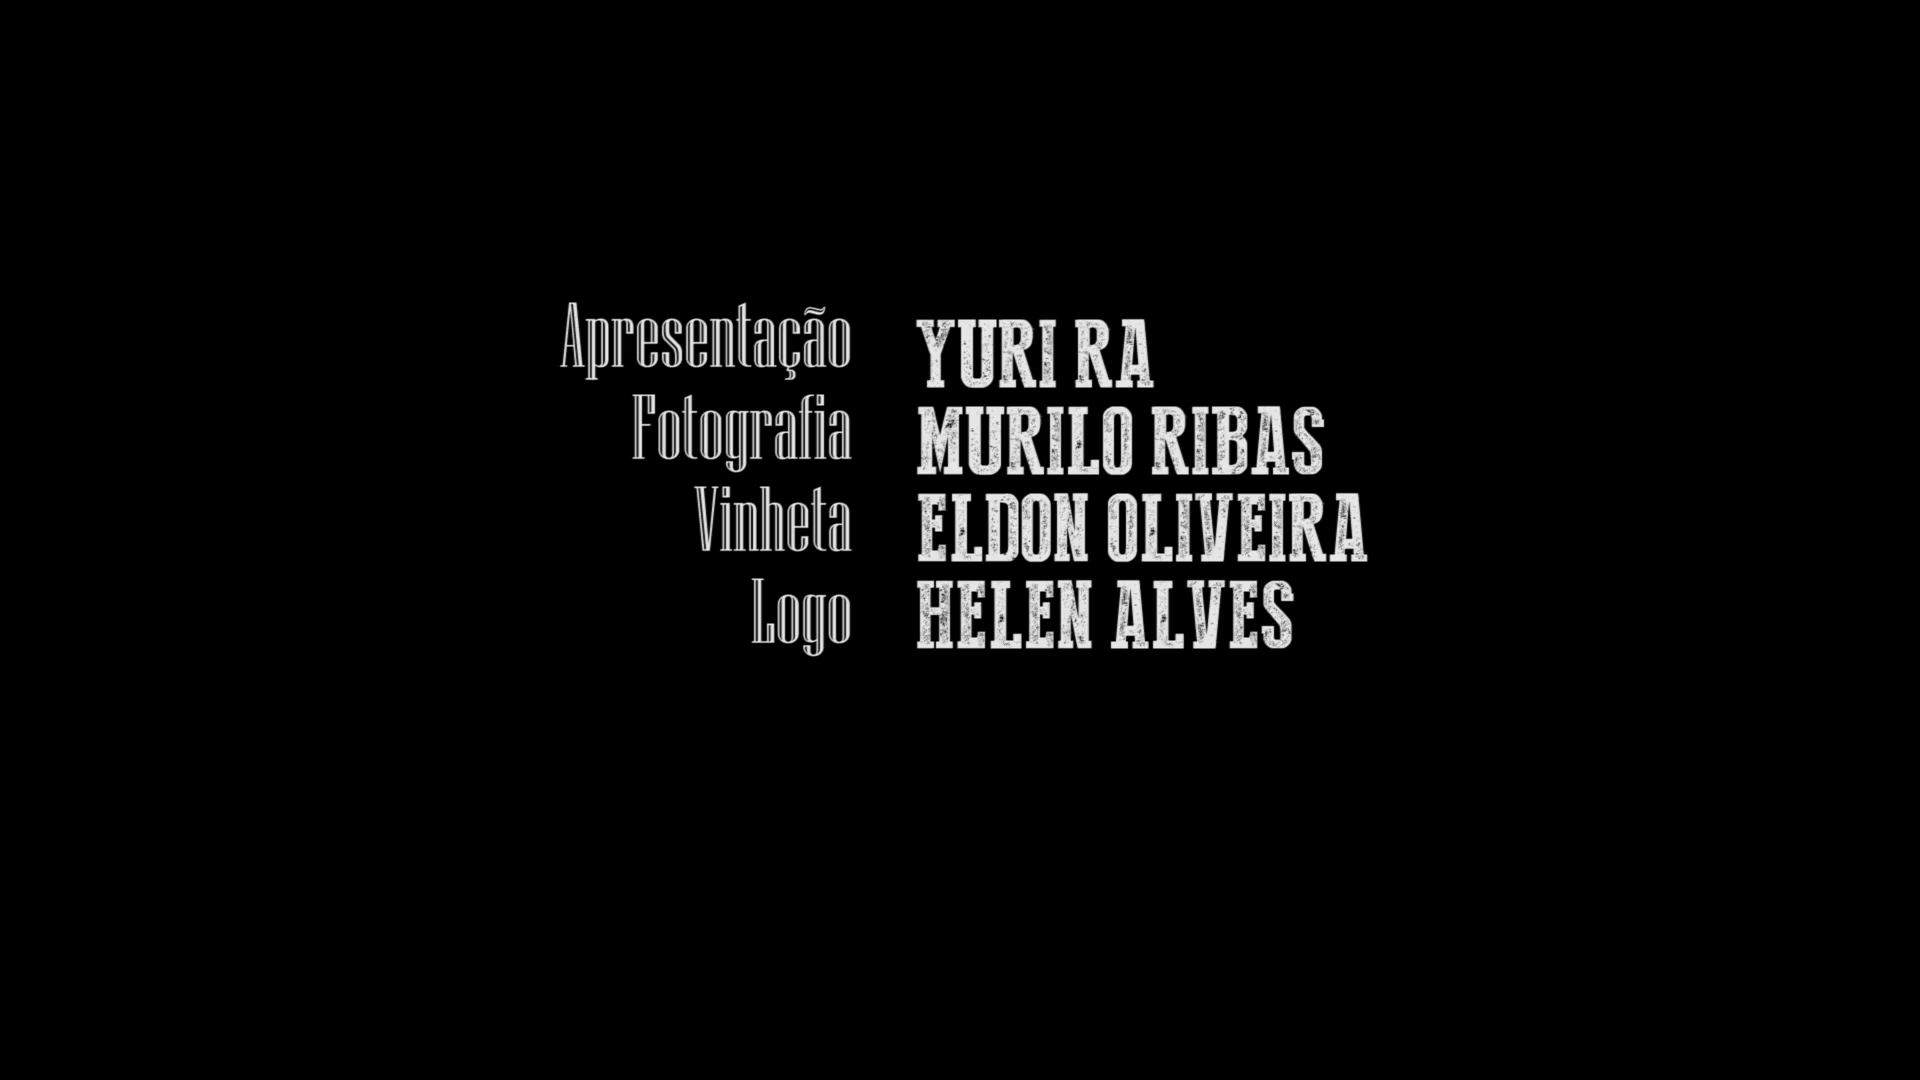 Apresentação YURI RA
Fotografia MURILO RIBAS
Vinheta ELDON OLIVEIRA
Logo HELEN ALVES